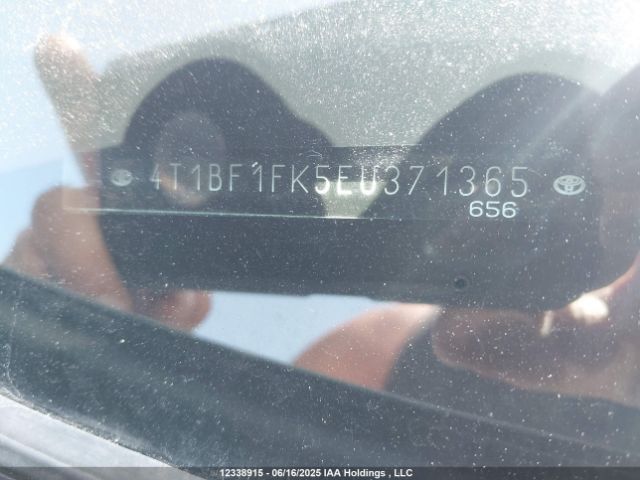 4T1BF1FK5EU371365
656
12338915 - 06/16/2025 IAA Holdings , LLC